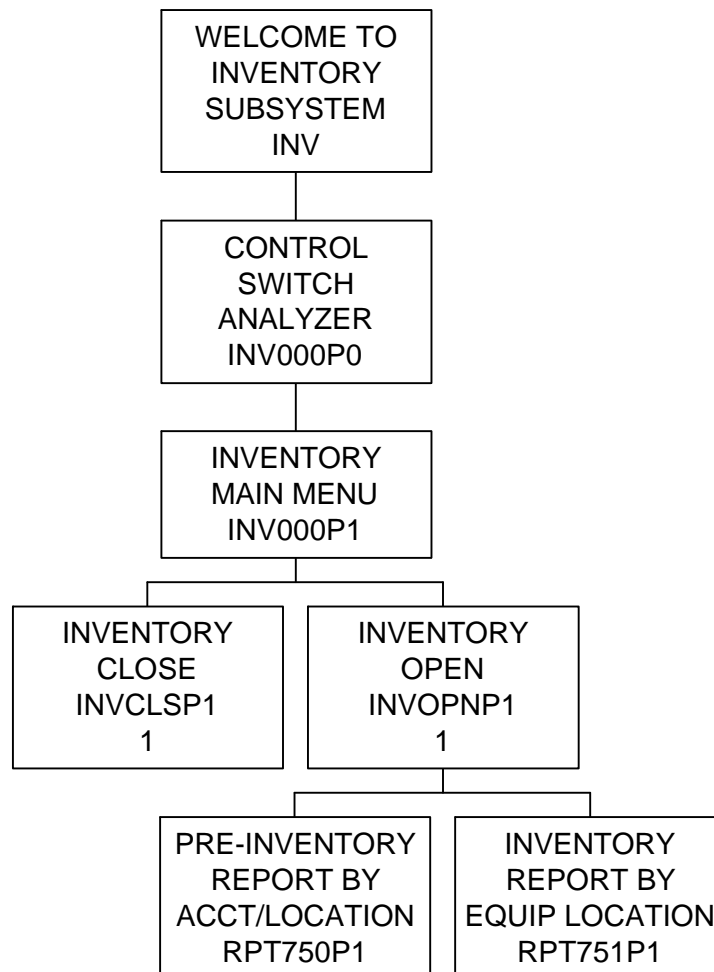 WELCOME TO
INVENTORY
SUBSYSTEM
INV
CONTROL
SWITCH
ANALYZER
INV000P0
INVENTORY
MAIN MENU
INV000P1
INVENTORY
CLOSE
INVCLSP1
1
INVENTORY
OPEN
INVOPNP1
1
PRE-INVENTORY
REPORT BY
ACCT/LOCATION
RPT750P1
INVENTORY
REPORT BY
EQUIP LOCATION
RPT751P1